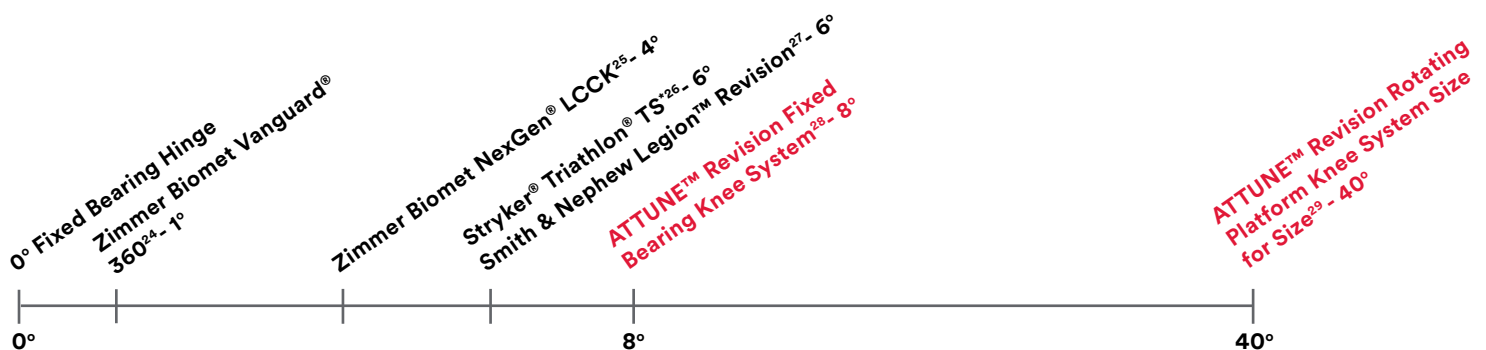 0° Fixed Bearing Hinge
Zimmer Biomet Vanguard®
360²⁴- 1°
Zimmer Biomet NexGen® LCCK²⁵- 4°
Stryker® Triathlon® TS*²⁶- 6°
Smith & Nephew Legion™ Revision²⁷- 6°
ATTUNE™ Revision Fixed
Bearing Knee System²⁸- 8°
ATTUNE™ Revision Rotating
Platform Knee System Size
for Size²⁹- 40°
0°
8°
40°